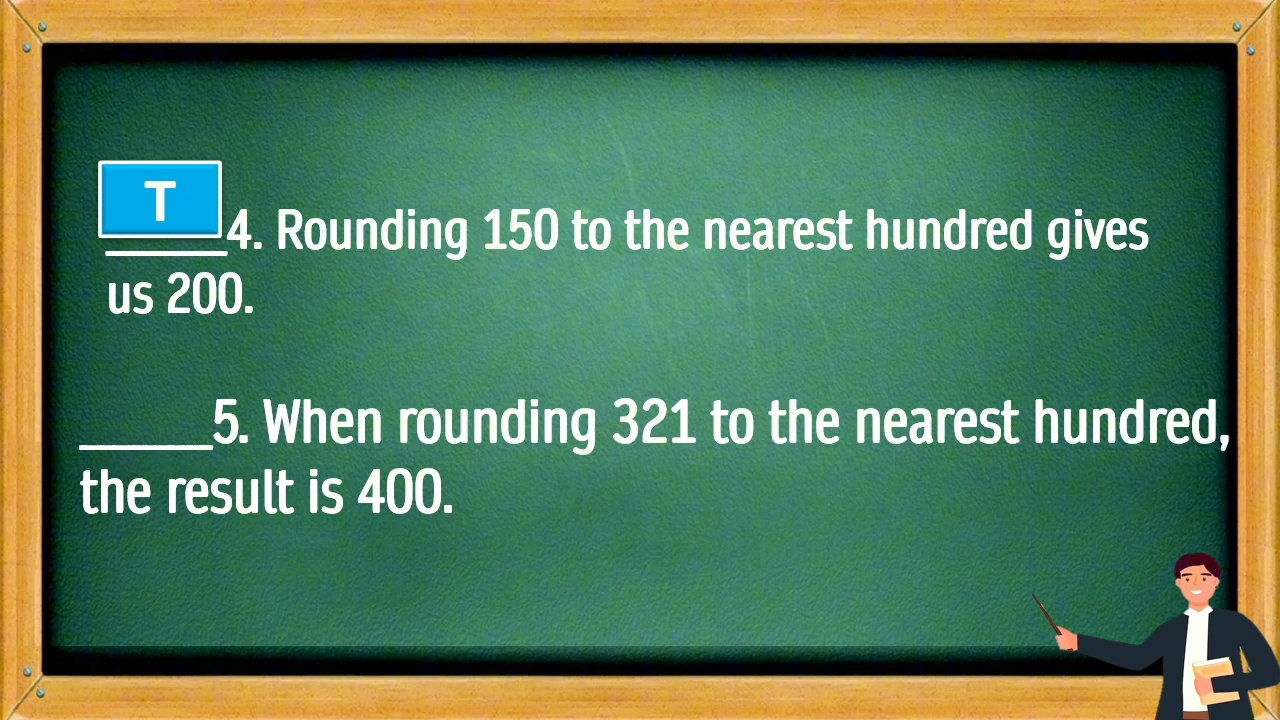 T
_____4. Rounding 150 to the nearest hundred gives
us 200.
_____5. When rounding 321 to the nearest hundred,
the result is 400.